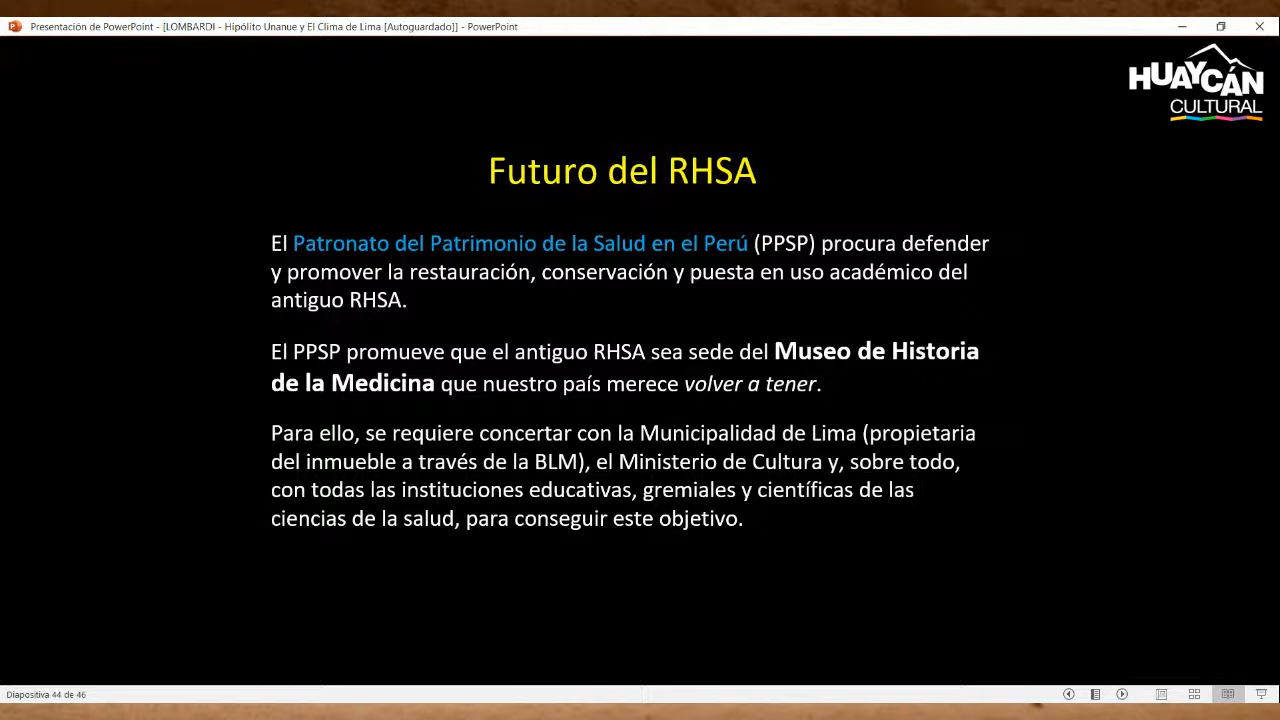 Presentación de PowerPoint - [LOMBARDI - Hipólito Unanue y El Clima de Lima [Autoguardado]] - PowerPoint
HUAYCÁN
CULTURAL
Futuro del RHSA
El Patronato del Patrimonio de la Salud en el Perú (PPSP) procura defender
y promover la restauración, conservación y puesta en uso académico del
antiguo RHSA.
El PPSP promueve que el antiguo RHSA sea sede del Museo de Historia
de la Medicina que nuestro país merece volver a tener.
Para ello, se requiere concertar con la Municipalidad de Lima (propietaria
del inmueble a través de la BLM), el Ministerio de Cultura y, sobre todo,
con todas las instituciones educativas, gremiales y científicas de las
ciencias de la salud, para conseguir este objetivo.
Diapositiva 44 de 46